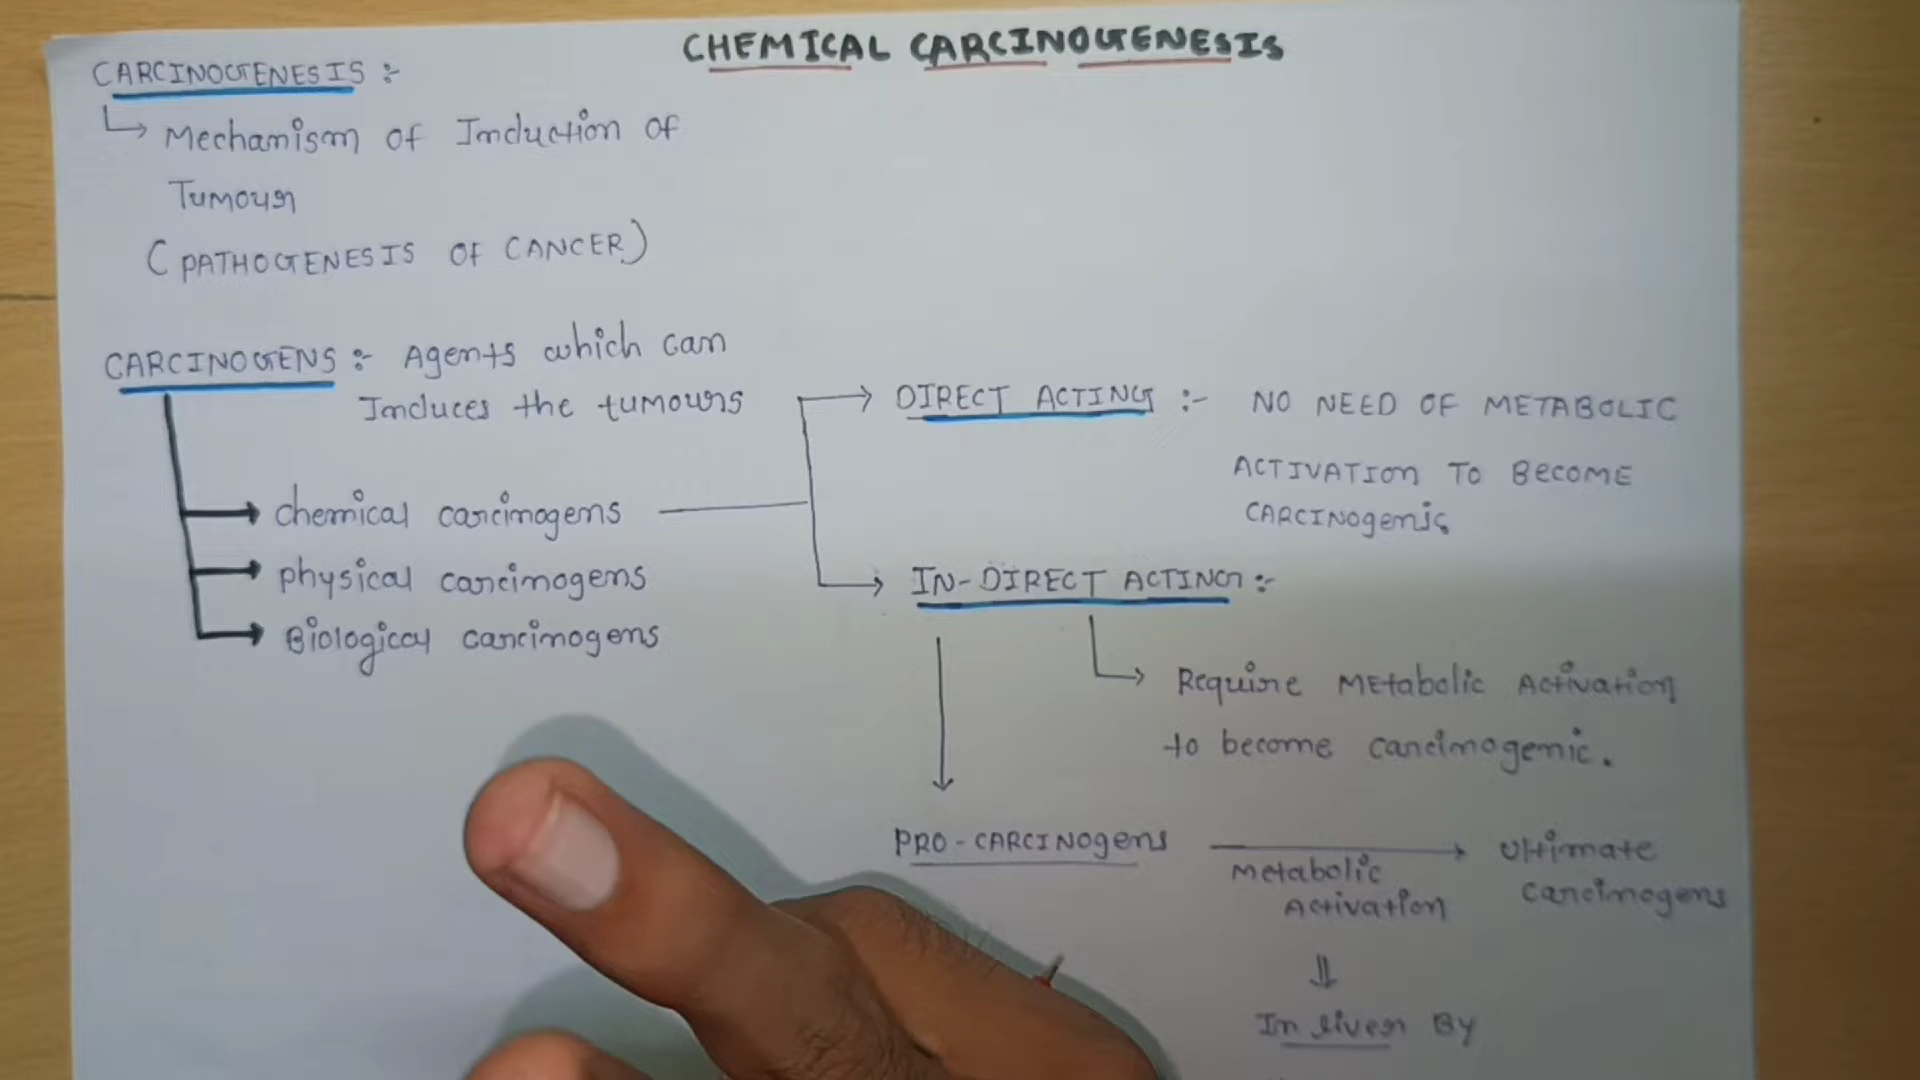 CHEMICAL CARCINOGENESIS
CARCINOGENESIS :-
Mechanism of Induction of
Tumour
(PATHOGENESIS OF CANCER)
CARCINOGENS :- Agents which can
Induces the tumours
chemical carcinogens
physical carcinogens
Biological carcinogens
DIRECT ACTING :- NO NEED OF METABOLIC
ACTIVATION TO BECOME
CARCINOgenic
IN-DIRECT ACTING :-
Require Metabolic Activation
to become carcinogenic.
PRO-CARCINOgens
Metabolic
Activation
Ultimate
carcinogens
In liver By